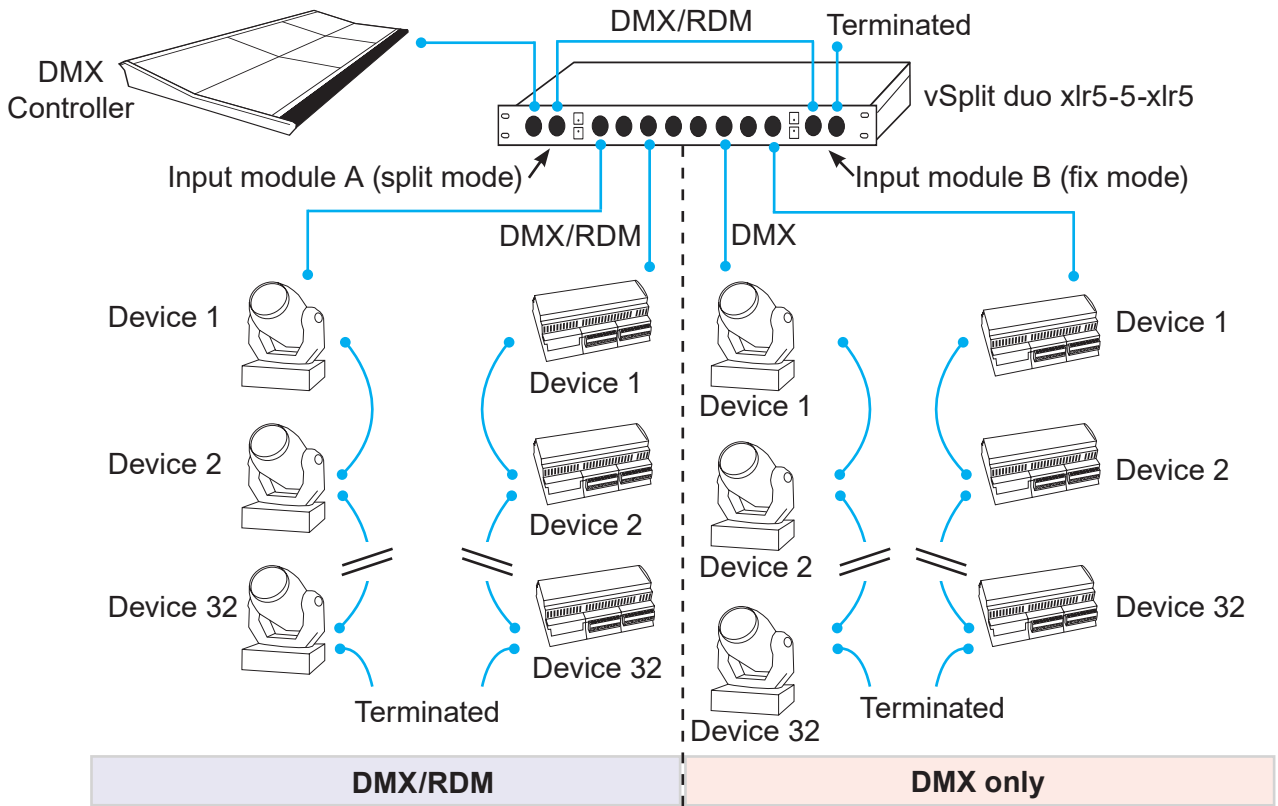 DMX/RDM
Terminated
DMX
Controller
vSplit duo xlr5-5-xlr5
Input module A (split mode)
Input module B (fix mode)
DMX/RDM
DMX
Device 1
Device 1
Device 1
Device 1
Device 2
Device 2
Device 2
Device 2
Device 32
Device 32
Device 32
Device 32
Terminated
Terminated
DMX/RDM
DMX only